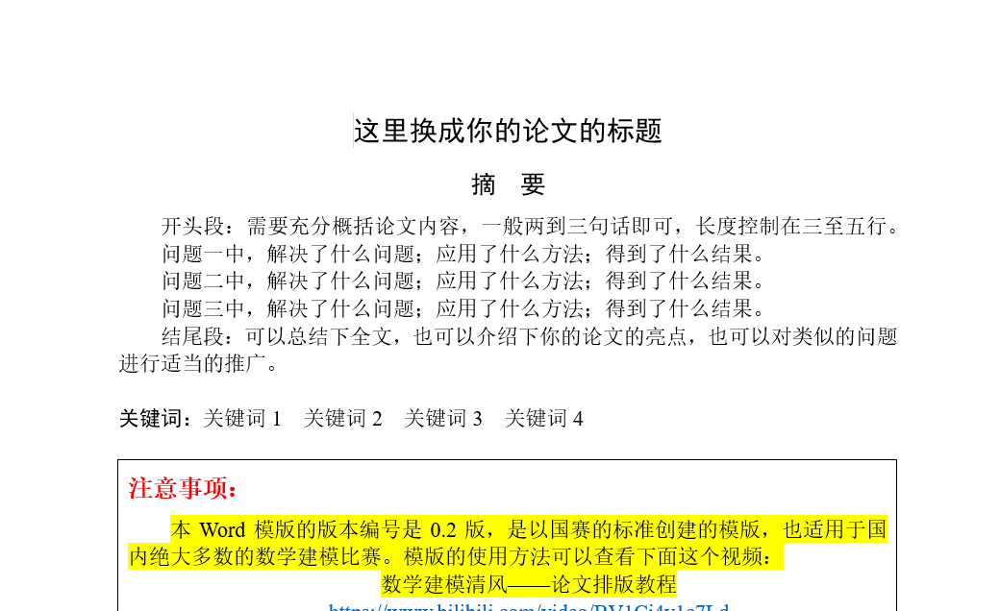 这里换成你的论文的标题
摘 要
开头段：需要充分概括论文内容，一般两到三句话即可，长度控制在三至五行。
问题一中，解决了什么问题；应用了什么方法；得到了什么结果。
问题二中，解决了什么问题；应用了什么方法；得到了什么结果。
问题三中，解决了什么问题；应用了什么方法；得到了什么结果。
结尾段：可以总结下全文，也可以介绍下你的论文的亮点，也可以对类似的问题
进行适当的推广。
关键词：关键词 1 关键词 2 关键词 3 关键词 4
注意事项：
本 Word 模版的版本编号是 0.2 版，是以国赛的标准创建的模版，也适用于国
内绝大多数的数学建模比赛。模版的使用方法可以查看下面这个视频：
数学建模清风——论文排版教程